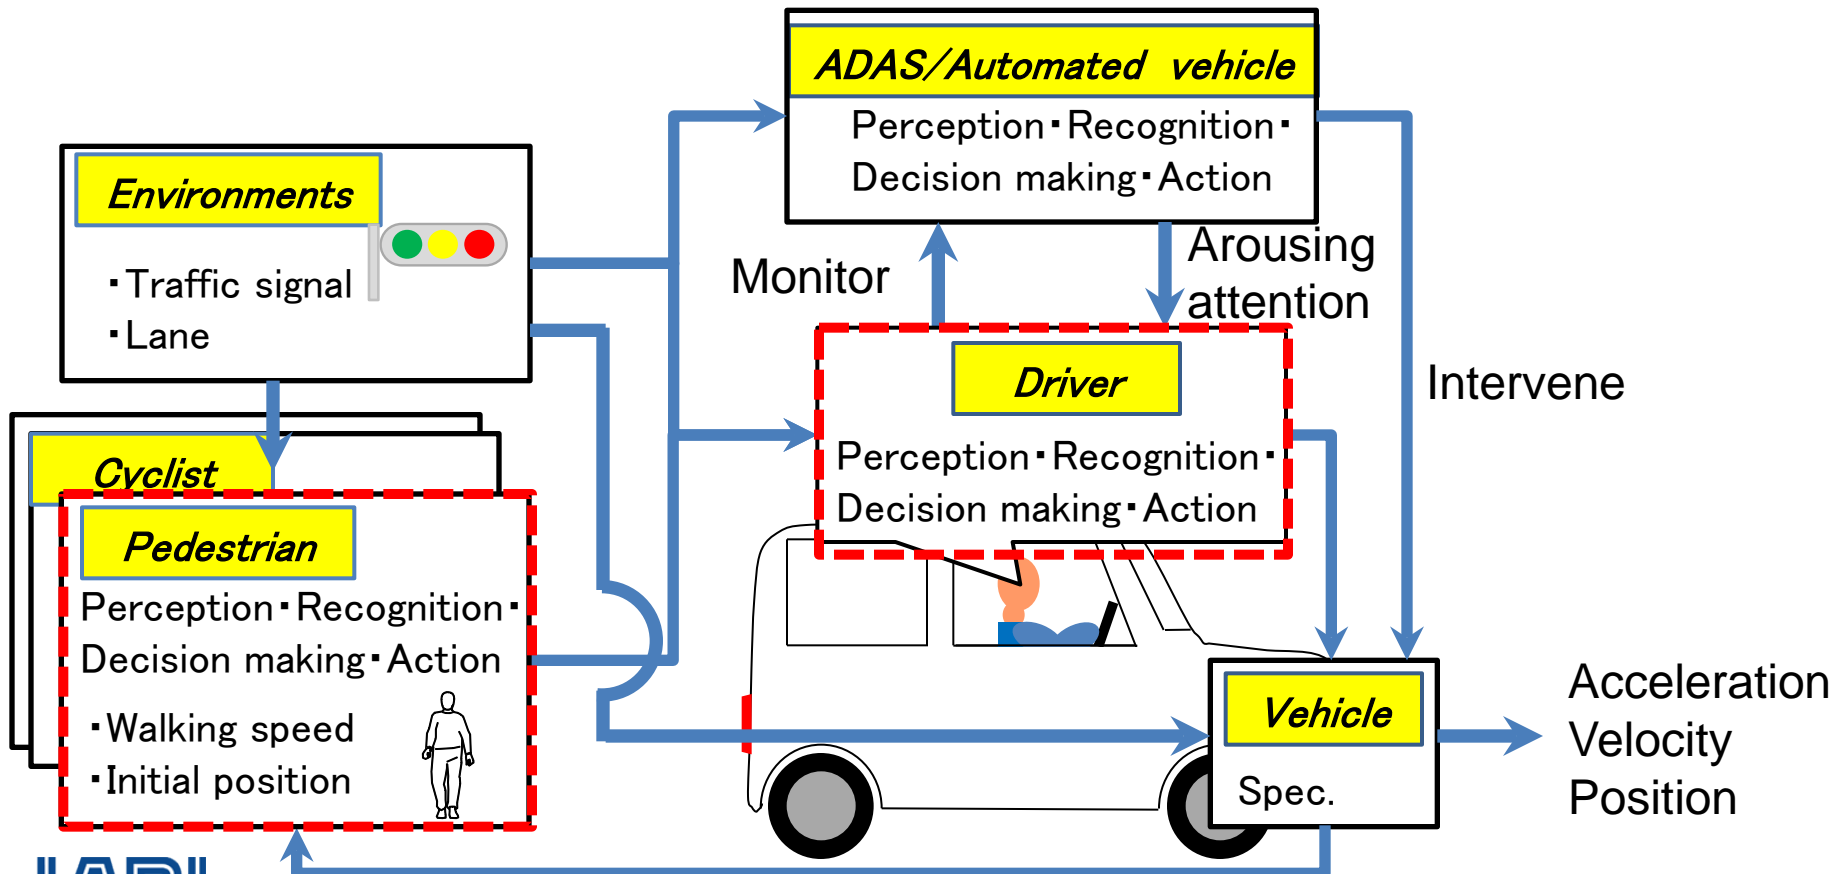 ADAS/Automated vehicle
Perception・Recognition・
Decision making・Action
Environments
・Traffic signal
・Lane
Monitor
Arousing
attention
Driver
Perception・Recognition・
Decision making・Action
Intervene
Cyclist
Pedestrian
Perception・Recognition・
Decision making・Action
・Walking speed
・Initial position
Vehicle
Spec.
Acceleration
Velocity
Position